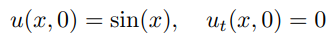 u(x, 0) = sin(x), u_t(x, 0) = 0